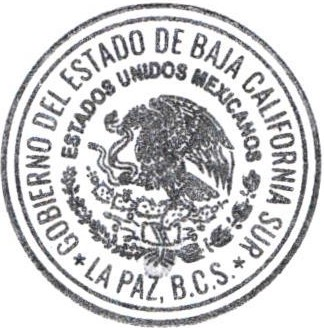 GOBIERNO DEL ESTADO DE BAJA CALIFORNIA SUR
ESTADOS UNIDOS MEXICANOS
* LA PAZ, B.C.S. *